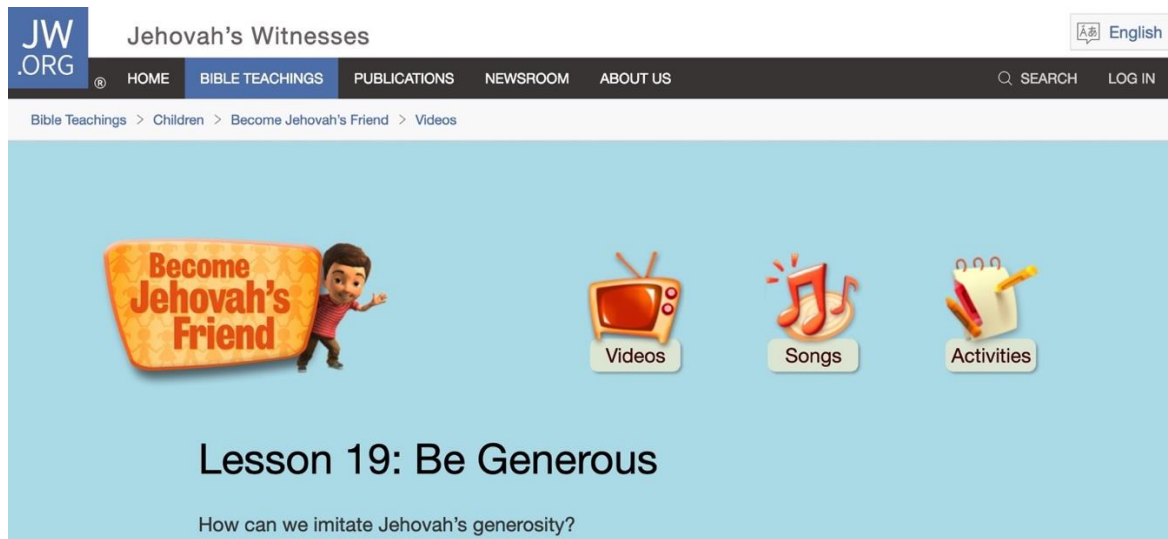 JW
.ORG
®
Jehovah's Witnesses
English
HOME BIBLE TEACHINGS PUBLICATIONS NEWSROOM ABOUT US SEARCH LOG IN
Bible Teachings > Children > Become Jehovah's Friend > Videos
Become
Jehovah's
Friend
Videos Songs Activities
Lesson 19: Be Generous
How can we imitate Jehovah's generosity?